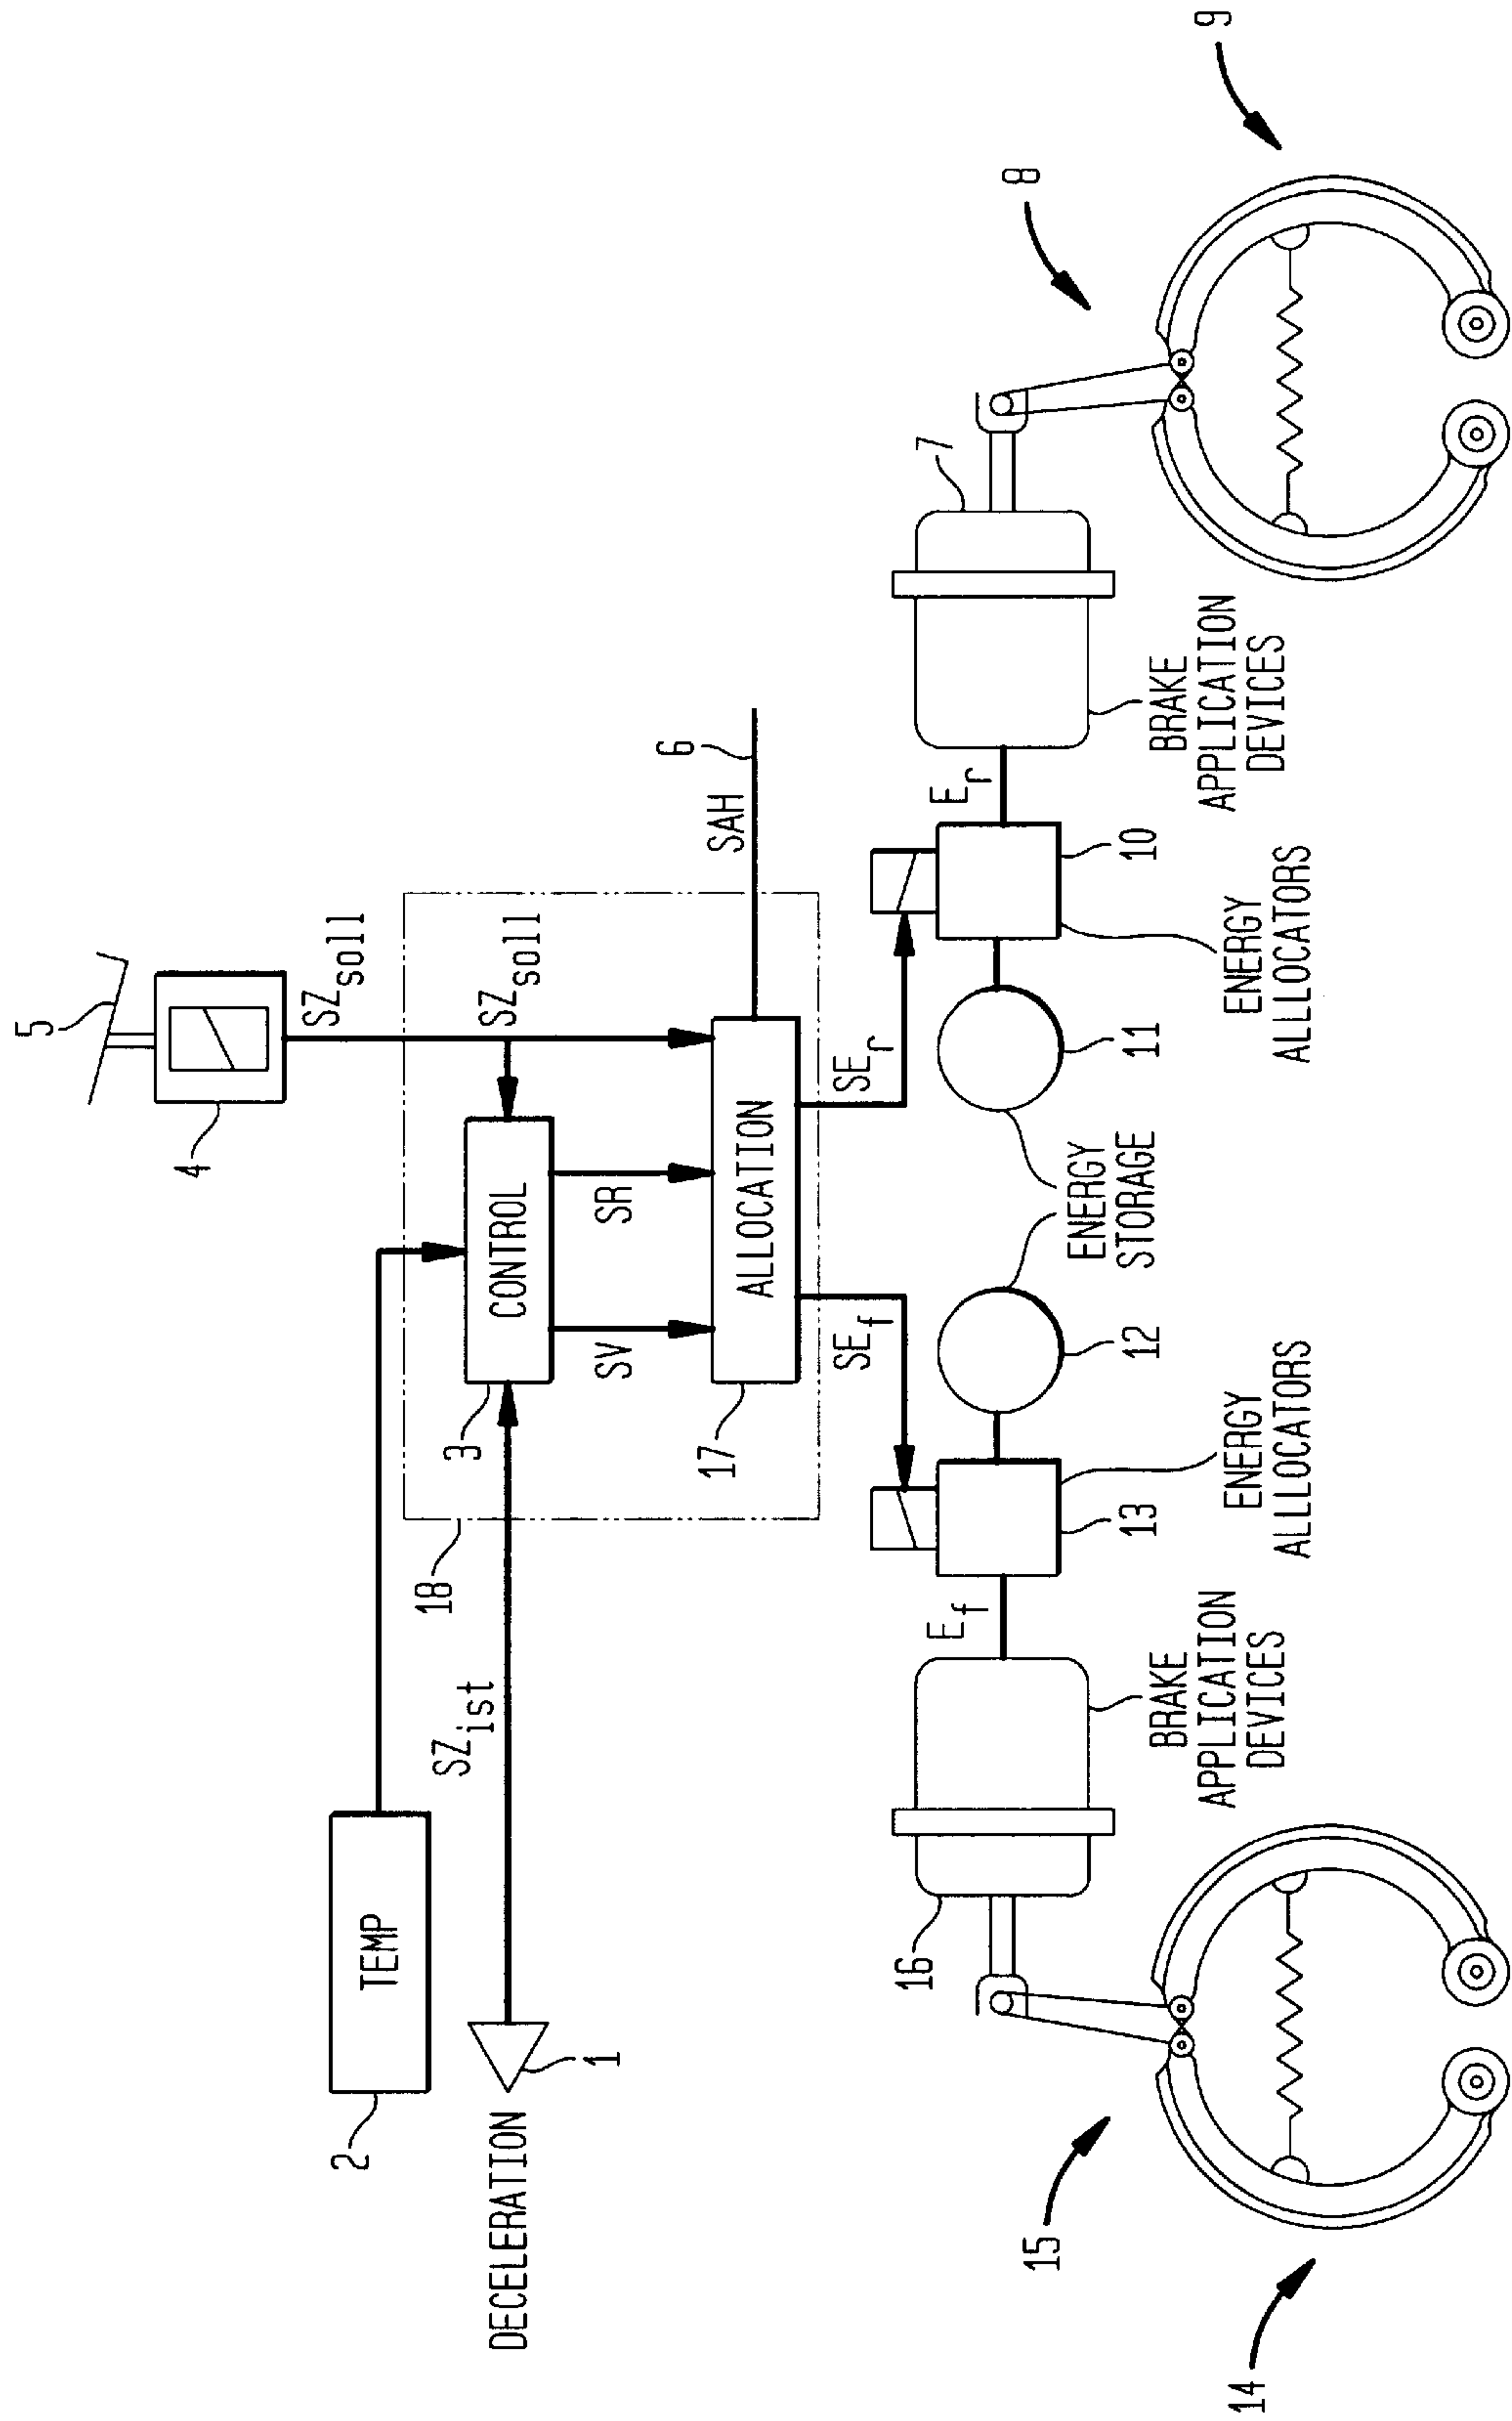 5
4
SZsoll
SZsoll
2
TEMP
DECELERATION
1
SZist
18
3
CONTROL
SV
SR
17
ALLOCATION
SAH
6
SEf
SEr
16
Ef
13
12
11
10
Er
7
8
9
15
14
BRAKE
APPLICATION
DEVICES
ENERGY
ALLLOCATORS
ENERGY
STORAGE
ENERGY
ALLLOCATORS
BRAKE
APPLICATION
DEVICES